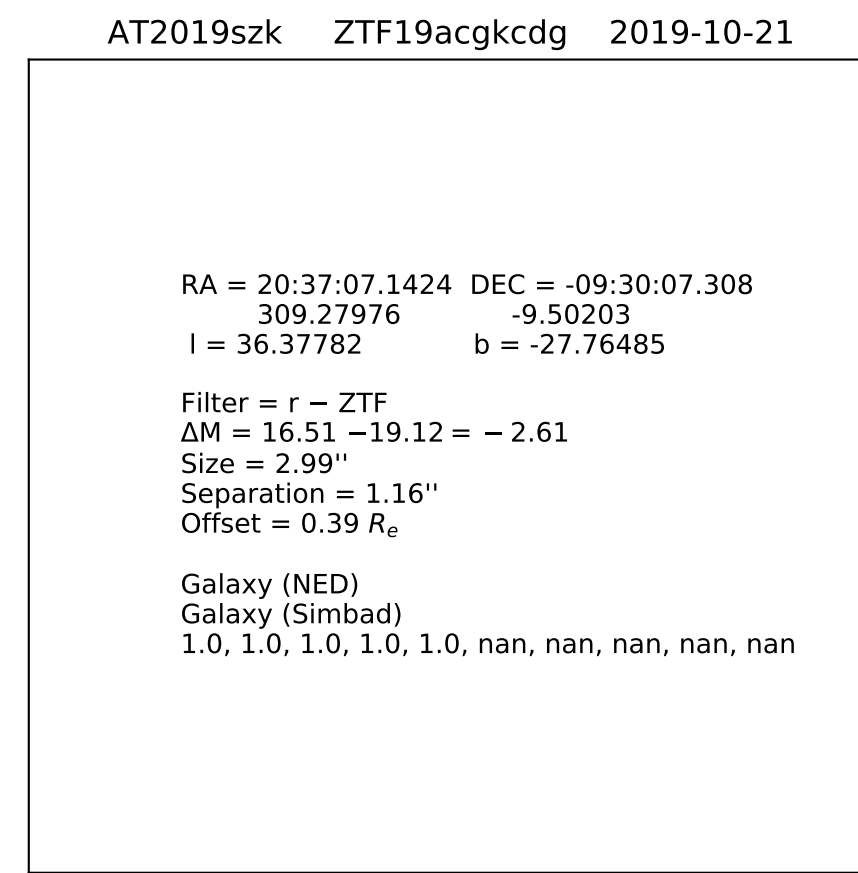 AT2019szk ZTF19acgkcdg 2019-10-21
RA = 20:37:07.1424 DEC = -09:30:07.308
309.27976 -9.50203
l = 36.37782 b = -27.76485
Filter = r − ZTF
ΔM = 16.51 −19.12 = − 2.61
Size = 2.99''
Separation = 1.16''
Offset = 0.39 Re
Galaxy (NED)
Galaxy (Simbad)
1.0, 1.0, 1.0, 1.0, 1.0, nan, nan, nan, nan, nan